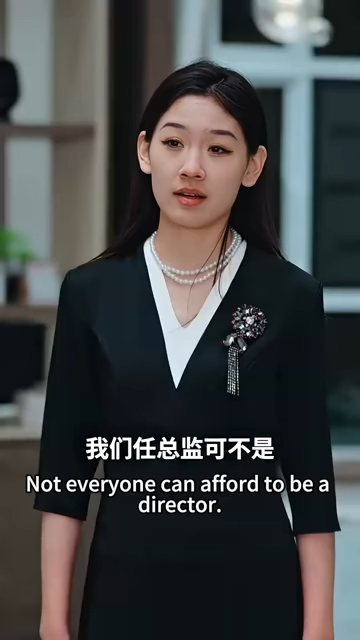 我们任总监可不是
Not everyone can afford to be a
director.